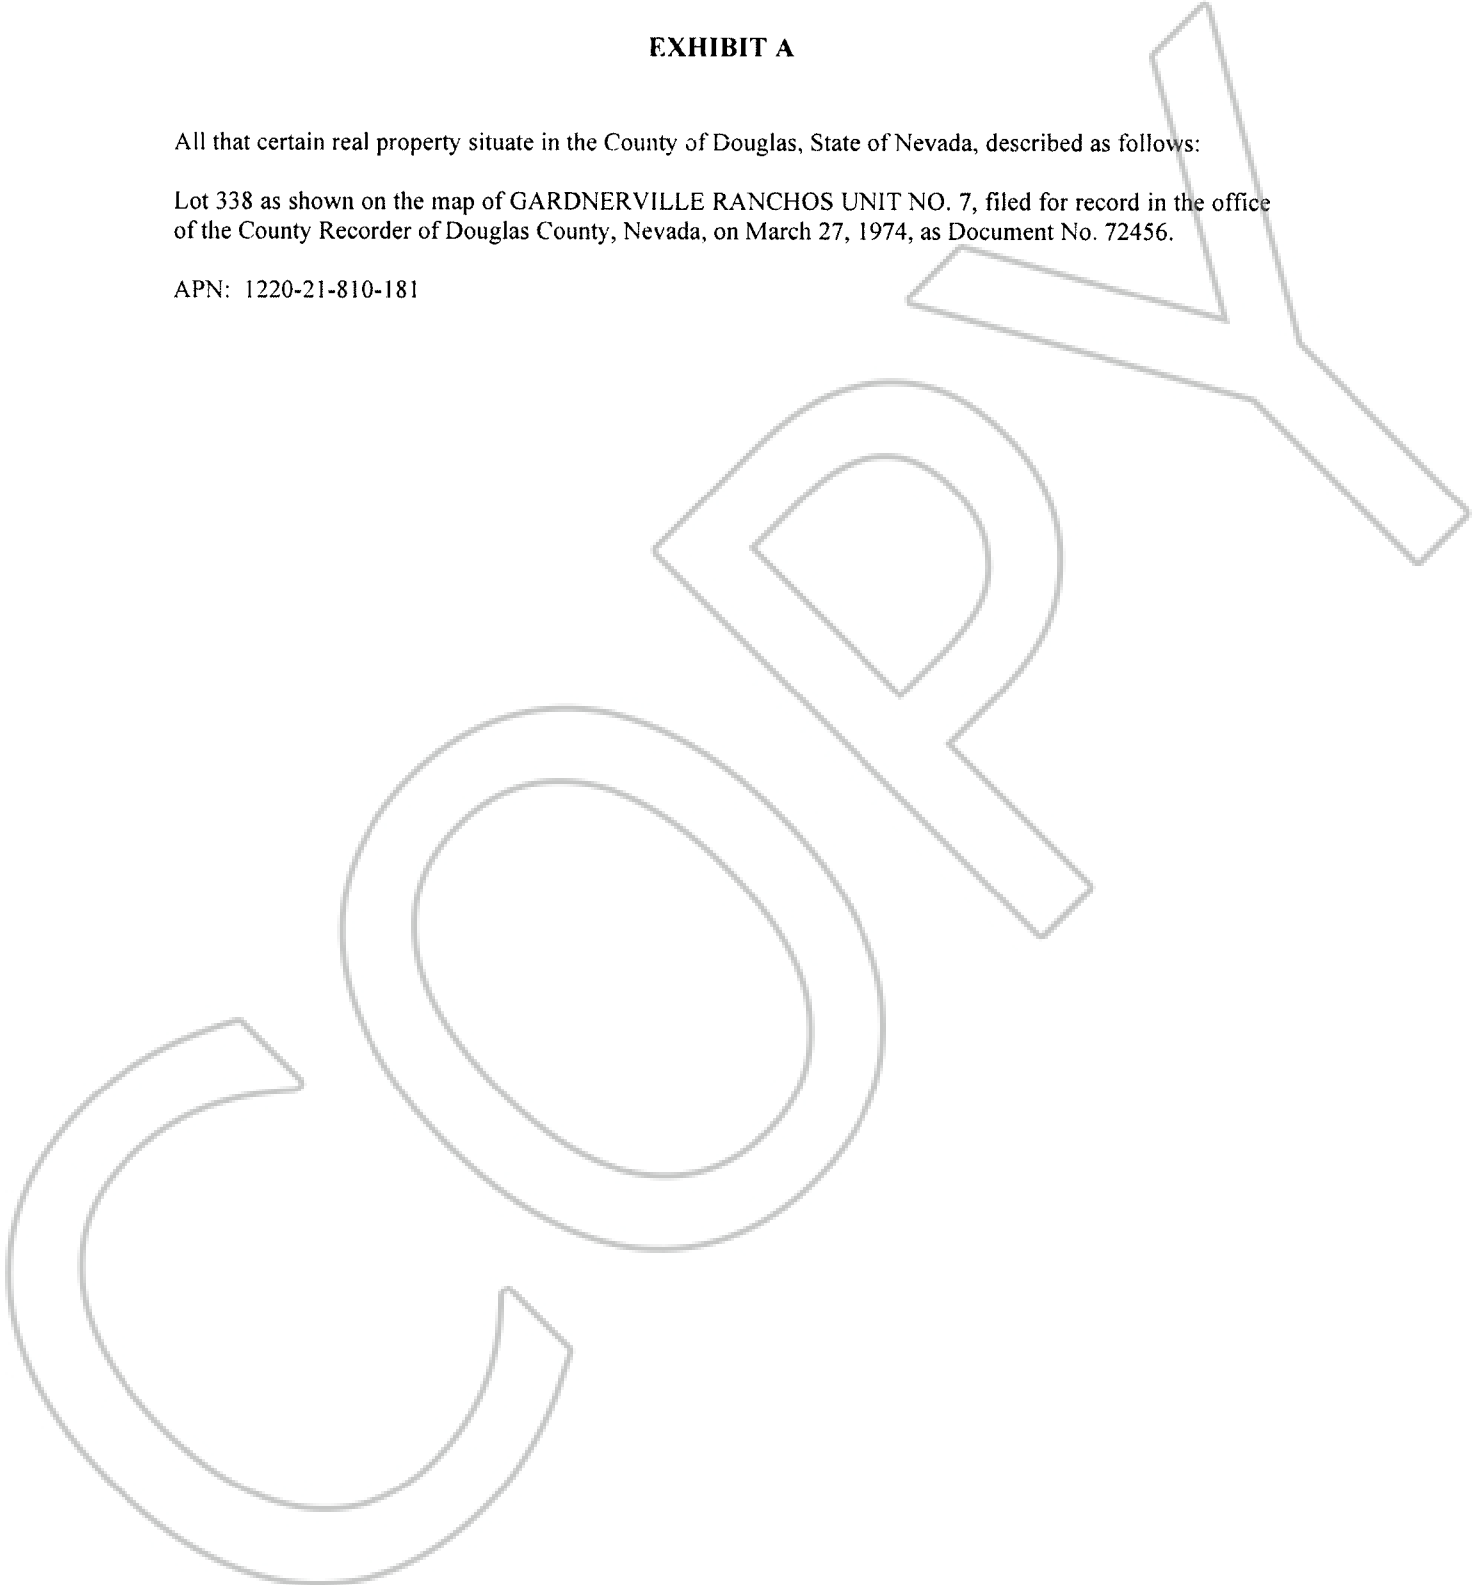 EXHIBIT A
All that certain real property situate in the County of Douglas, State of Nevada, described as follows:
Lot 338 as shown on the map of GARDNERVILLE RANCHOS UNIT NO. 7, filed for record in the office
of the County Recorder of Douglas County, Nevada, on March 27, 1974, as Document No. 72456.
APN: 1220-21-810-181
COPY